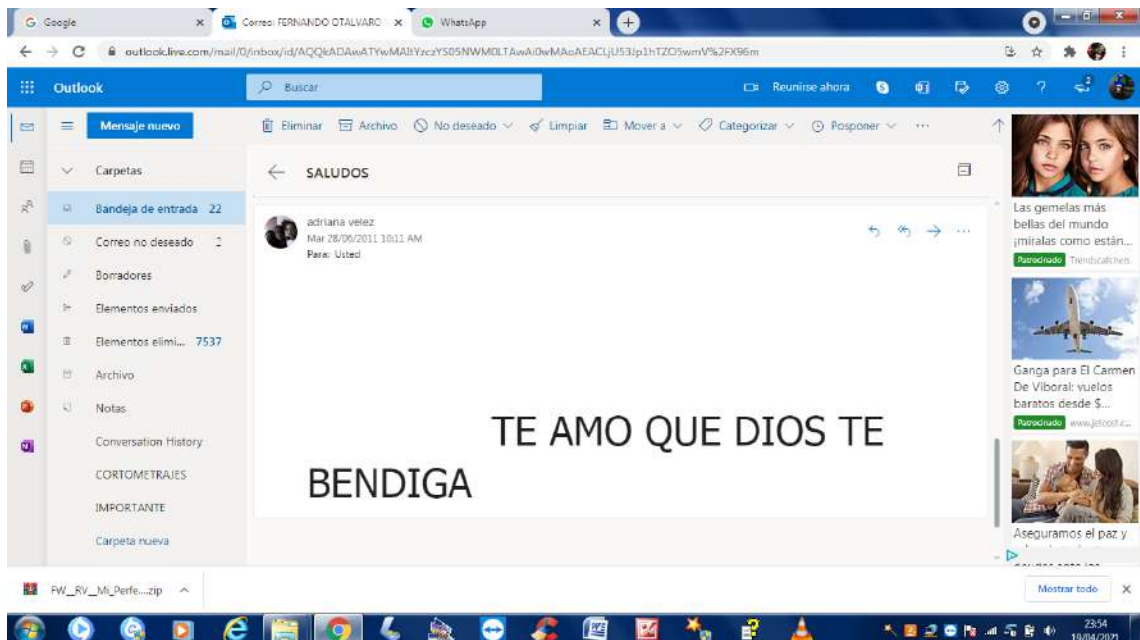 Google
Correo: FERNANDO OTALVARO
WhatsApp
Outlook
Buscar
Reunirse ahora
Mensaje nuevo
Eliminar Archivo No deseado Limpiar Mover a Categorizar Posponer
Carpetas
Bandeja de entrada 22
Correo no deseado
Borradores
Elementos enviados
Elementos elimi... 7537
Archivo
Notas
Conversation History
CORTOMETRAJES
IMPORTANTE
Carpeta nueva
SALUDOS
adriana velez
Mar 28/06/2011 10:11 AM
Para: Usted
TE AMO QUE DIOS TE
BENDIGA
Las gemelas más
bellas del mundo
¡míralas como están...
Patrocinado Trendscatchers
Ganga para El Carmen
De Viboral: vuelos
baratos desde $...
Patrocinado
Aseguramos el paz y
FW_RV_Mi_Perfe....zip
Mostrar todo
23:54
19/04/2021